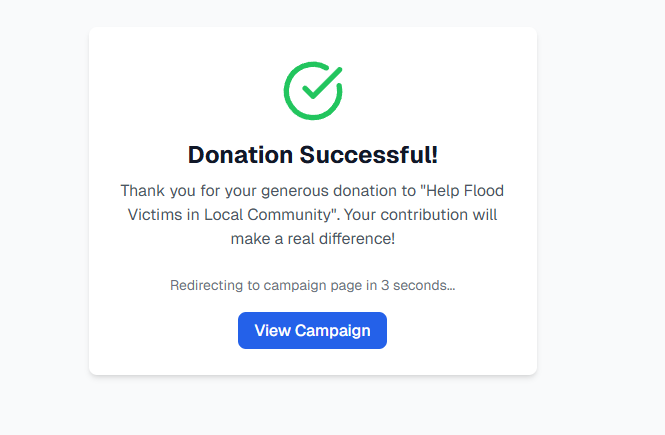 Donation Successful!
Thank you for your generous donation to "Help Flood
Victims in Local Community". Your contribution will
make a real difference!
Redirecting to campaign page in 3 seconds...
View Campaign